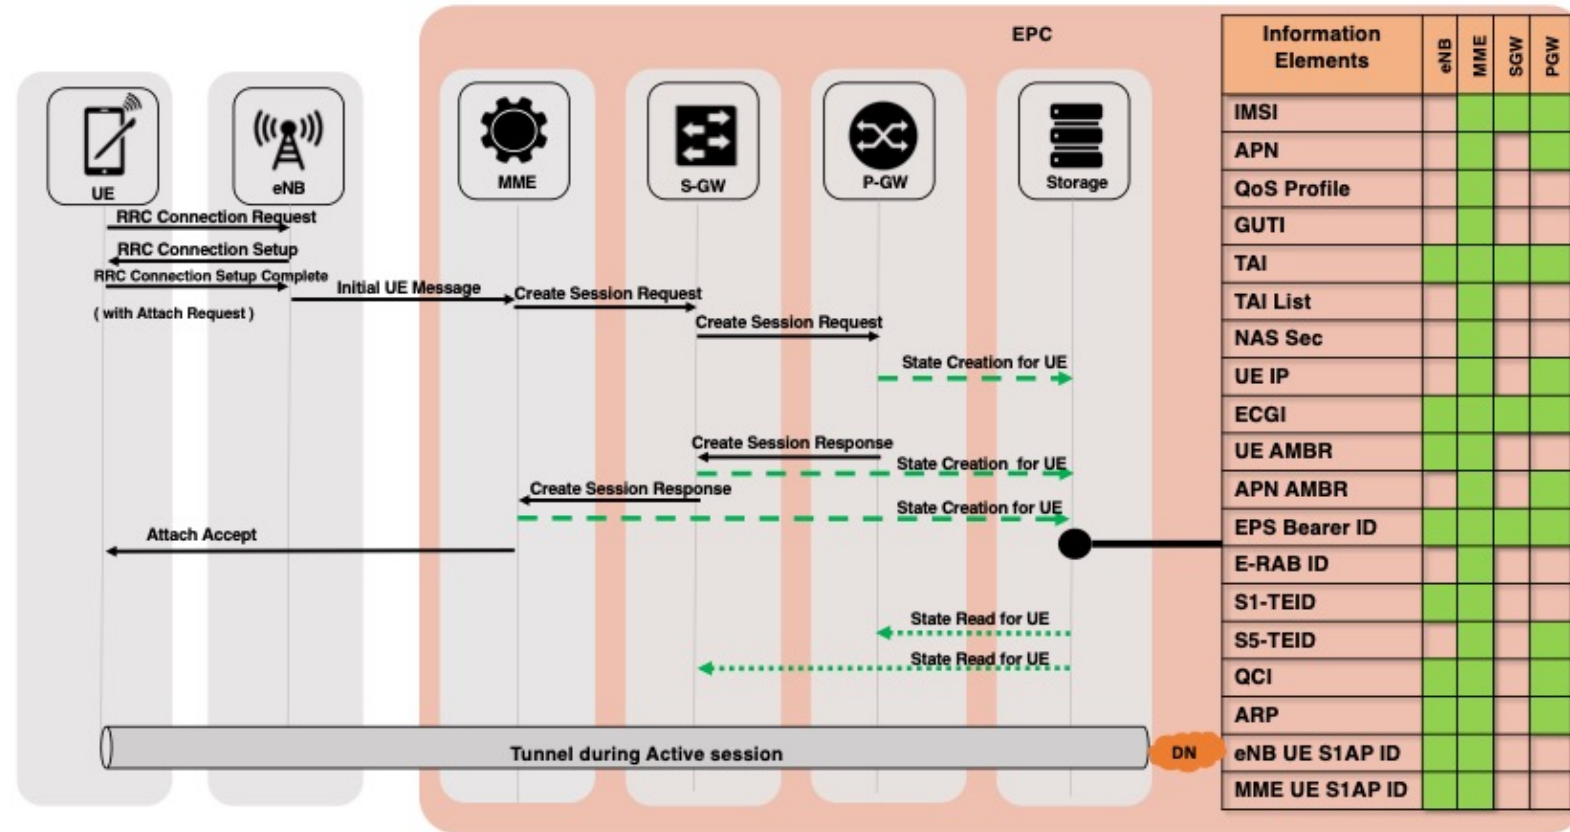 EPC
UE
eNB
MME
S-GW
P-GW
Storage
RRC Connection Request
RRC Connection Setup
RRC Connection Setup Complete
( with Attach Request )
Initial UE Message
Create Session Request
Create Session Request
State Creation for UE
Create Session Response
State Creation for UE
Create Session Response
State Creation for UE
Attach Accept
State Read for UE
State Read for UE
Tunnel during Active session
DN
Information
Elements
eNB
MME
SGW
PGW
IMSI
APN
QoS Profile
GUTI
TAI
TAI List
NAS Sec
UE IP
ECGI
UE AMBR
APN AMBR
EPS Bearer ID
E-RAB ID
S1-TEID
S5-TEID
QCI
ARP
eNB UE S1AP ID
MME UE S1AP ID